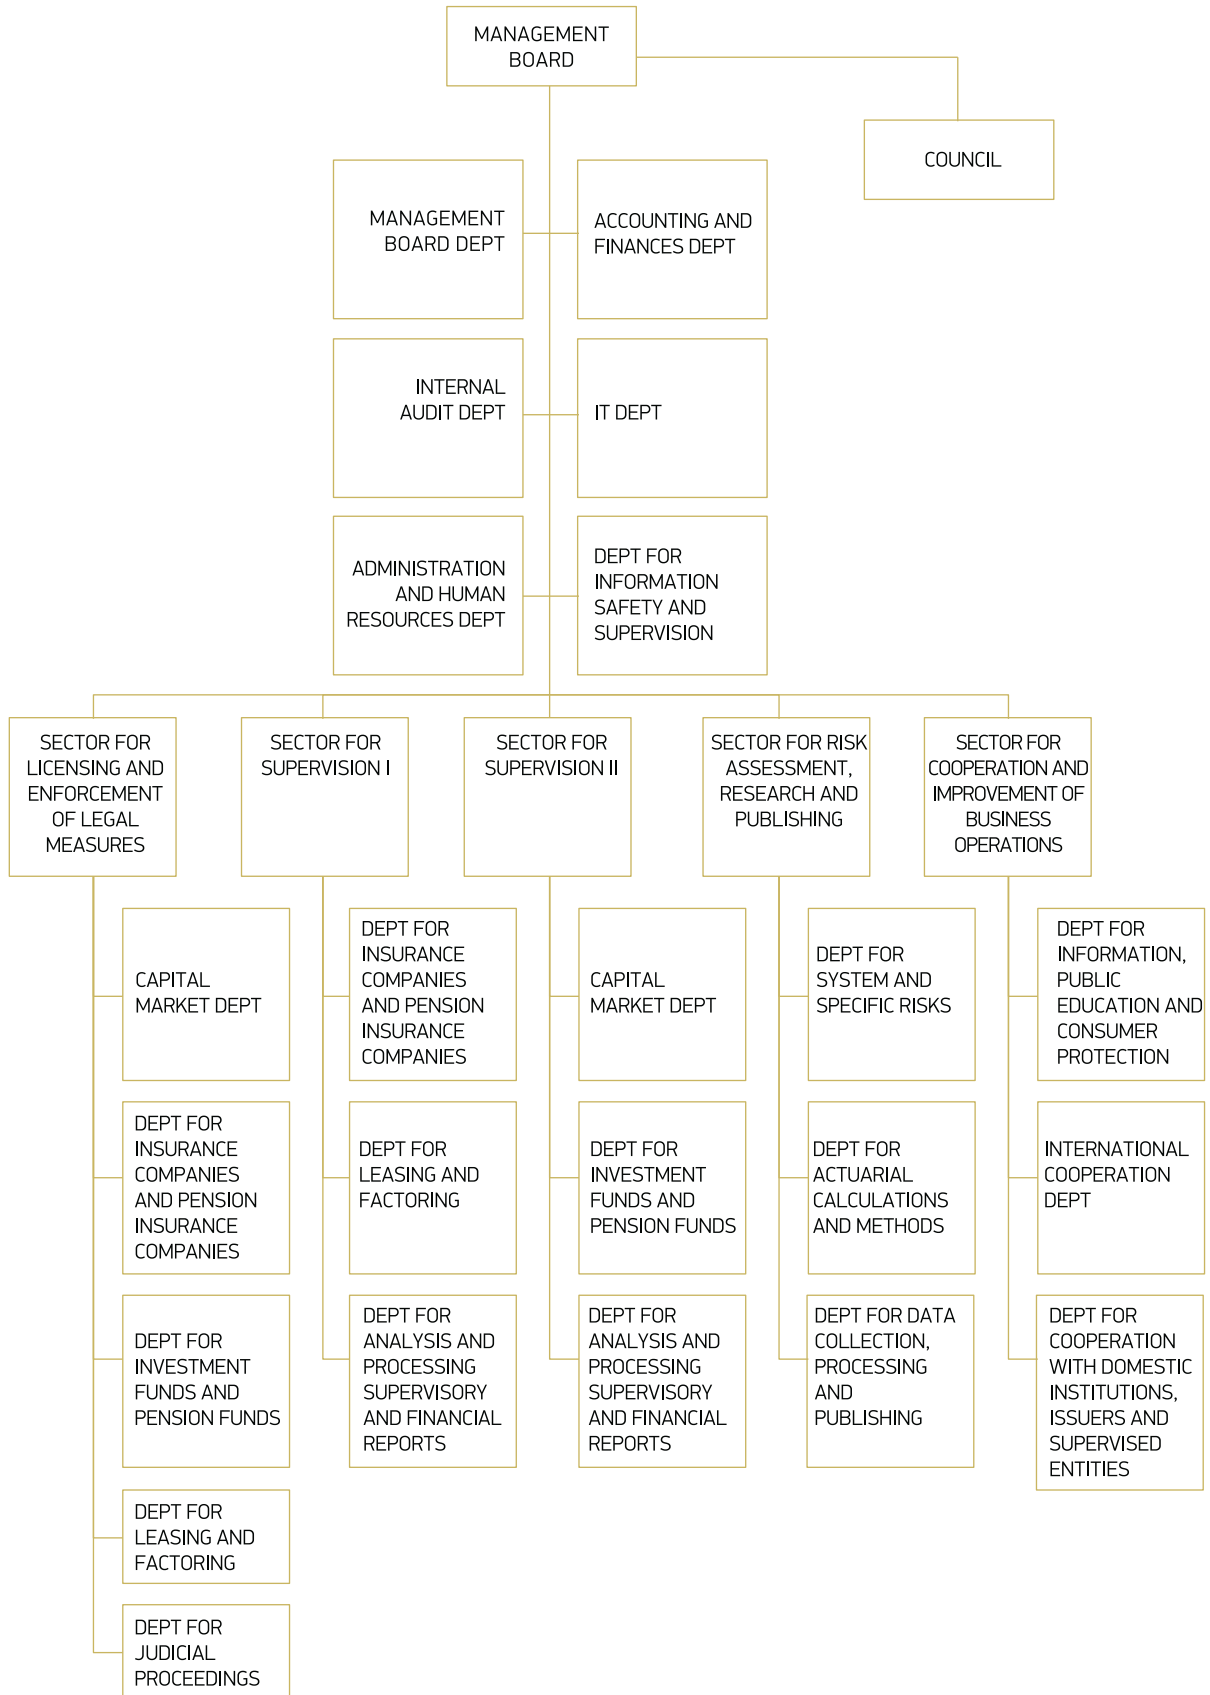 MANAGEMENT
BOARD
COUNCIL
MANAGEMENT
BOARD DEPT
ACCOUNTING AND
FINANCES DEPT
INTERNAL
AUDIT DEPT
IT DEPT
ADMINISTRATION
AND HUMAN
RESOURCES DEPT
DEPT FOR
INFORMATION
SAFETY AND
SUPERVISION
SECTOR FOR
LICENSING AND
ENFORCEMENT
OF LEGAL
MEASURES
SECTOR FOR
SUPERVISION I
SECTOR FOR
SUPERVISION II
SECTOR FOR RISK
ASSESSMENT,
RESEARCH AND
PUBLISHING
SECTOR FOR
COOPERATION AND
IMPROVEMENT OF
BUSINESS
OPERATIONS
CAPITAL
MARKET DEPT
DEPT FOR
INSURANCE
COMPANIES
AND PENSION
INSURANCE
COMPANIES
CAPITAL
MARKET DEPT
DEPT FOR
SYSTEM AND
SPECIFIC RISKS
DEPT FOR
INFORMATION,
PUBLIC
EDUCATION AND
CONSUMER
PROTECTION
DEPT FOR
INSURANCE
COMPANIES
AND PENSION
INSURANCE
COMPANIES
DEPT FOR
LEASING AND
FACTORING
DEPT FOR
INVESTMENT
FUNDS AND
PENSION FUNDS
DEPT FOR
ACTUARIAL
CALCULATIONS
AND METHODS
INTERNATIONAL
COOPERATION
DEPT
DEPT FOR
INVESTMENT
FUNDS AND
PENSION FUNDS
DEPT FOR
ANALYSIS AND
PROCESSING
SUPERVISORY
AND FINANCIAL
REPORTS
DEPT FOR
ANALYSIS AND
PROCESSING
SUPERVISORY
AND FINANCIAL
REPORTS
DEPT FOR DATA
COLLECTION,
PROCESSING
AND
PUBLISHING
DEPT FOR
COOPERATION
WITH DOMESTIC
INSTITUTIONS,
ISSUERS AND
SUPERVISED
ENTITIES
DEPT FOR
LEASING AND
FACTORING
DEPT FOR
JUDICIAL
PROCEEDINGS